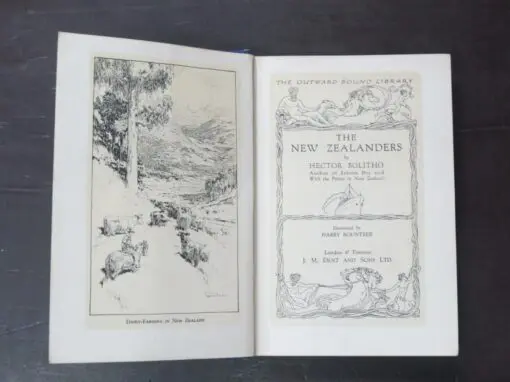 DAIRY-FARMING IN NEW ZEALAND
THE OUTWARD BOUND LIBRARY
THE
NEW ZEALANDERS
by
HECTOR BOLITHO
Author of Solemn Boy and
With the Prince in New Zealand
Illustrated by
HARRY ROUNTREE
London & Toronto
J. M. DENT AND SONS LTD.